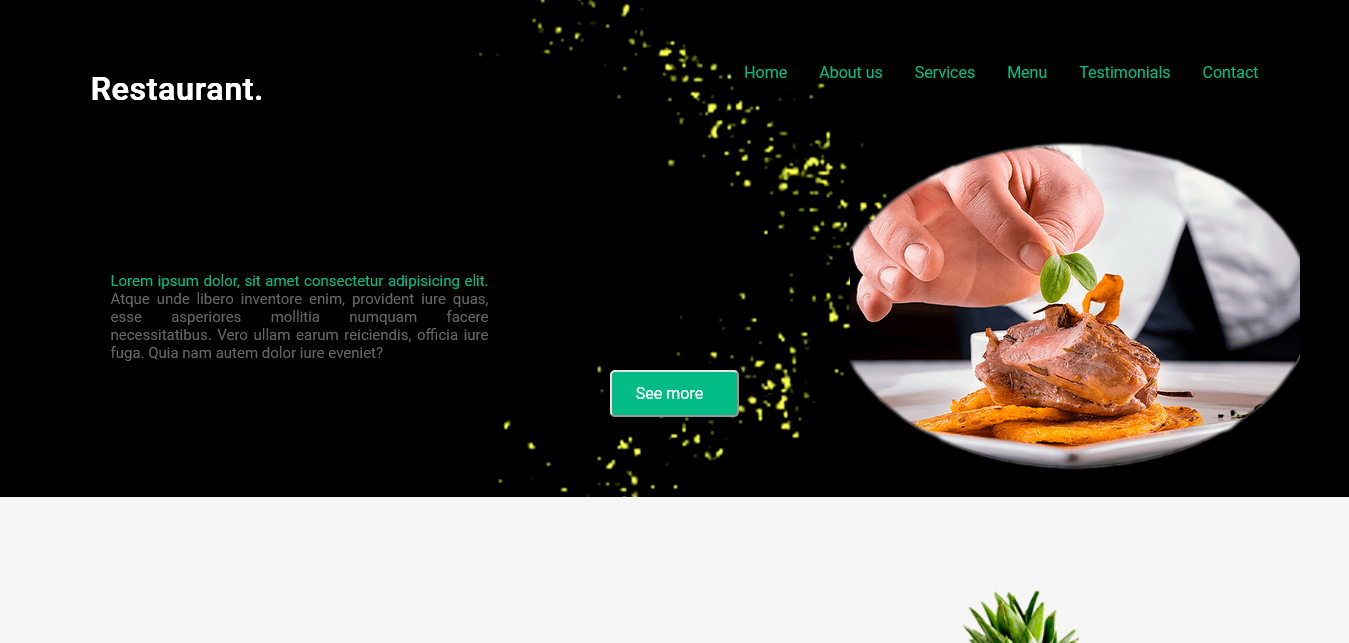 Restaurant.
Home About us Services Menu Testimonials Contact
Lorem ipsum dolor, sit amet consectetur adipisicing elit.
Atque unde libero inventore enim, provident iure quas,
esse asperiores mollitia numquam facere
necessitatibus. Vero ullam earum reiciendis, officia iure
fuga. Quia nam autem dolor iure eveniet?
See more